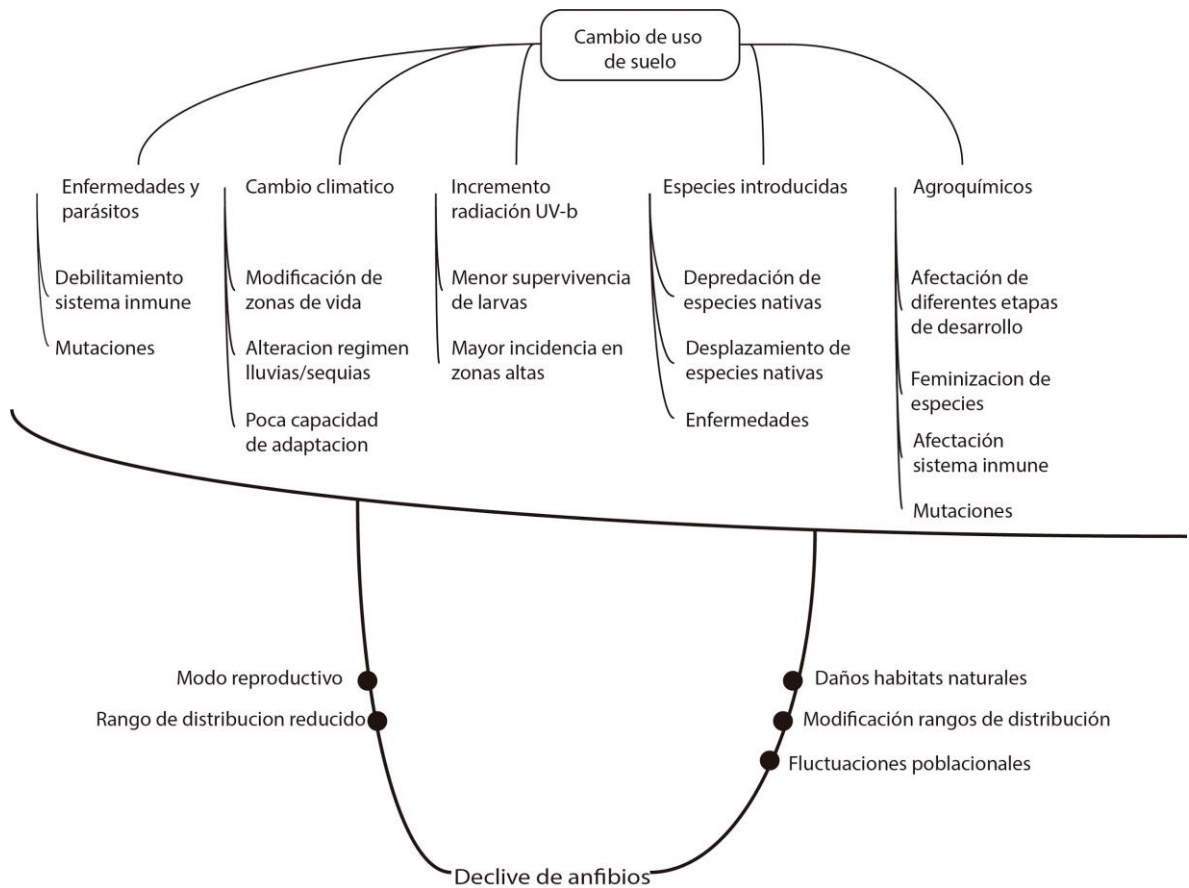 Cambio de uso
de suelo
Enfermedades y
parásitos
Debilitamiento
sistema inmune
Mutaciones
Cambio climatico
Modificación de
zonas de vida
Alteracion regimen
lluvias/sequias
Poca capacidad
de adaptacion
Incremento
radiación UV-b
Menor supervivencia
de larvas
Mayor incidencia en
zonas altas
Especies introducidas
Depredación de
especies nativas
Desplazamiento de
especies nativas
Enfermedades
Agroquímicos
Afectación de
diferentes etapas
de desarrollo
Feminizacion de
especies
Afectación
sistema inmune
Mutaciones
Modo reproductivo
Rango de distribucion reducido
Daños habitats naturales
Modificación rangos de distribución
Fluctuaciones poblacionales
Declive de anfibios